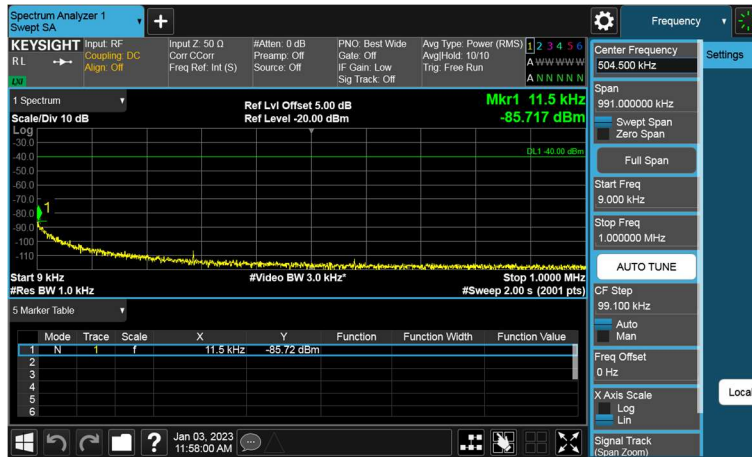 Spectrum Analyzer 1
Swept SA
+
Frequency
KEYSIGHT
RL
LXI
Input: RF
Coupling: DC
Align: Off
Input Z: 50 Ω
Corr CCorr
Freq Ref: Int (S)
#Atten: 0 dB
Preamp: Off
Source: Off
PNO: Best Wide
Gate: Off
IF Gain: Low
Sig Track: Off
Avg Type: Power (RMS)
Avg|Hold: 10/10
Trig: Free Run
1 2 3 4 5 6
A W W W W W
A N N N N N
1 Spectrum
Scale/Div 10 dB
Ref Lvl Offset 5.00 dB
Ref Level -20.00 dBm
Mkr1 11.5 kHz
-85.717 dBm
Log
-30.0
-40.0
-50.0
-60.0
-70.0
-80.0
-90.0
-100
-110
DL1 -40.00 dBm
1
Start 9 kHz
#Res BW 1.0 kHz
#Video BW 3.0 kHz*
Stop 1.0000 MHz
#Sweep 2.00 s (2001 pts)
5 Marker Table
Mode Trace Scale X Y Function Function Width Function Value
1 N 1 f 11.5 kHz -85.72 dBm
2
3
4
5
6
Jan 03, 2023
11:58:00 AM
?
Center Frequency
504.500 kHz
Settings
Span
991.000000 kHz
Swept Span
Zero Span
Full Span
Start Freq
9.000 kHz
Stop Freq
1.000000 MHz
AUTO TUNE
CF Step
99.100 kHz
Auto
Man
Freq Offset
0 Hz
Local
X Axis Scale
Log
Lin
Signal Track
(Span Zoom)